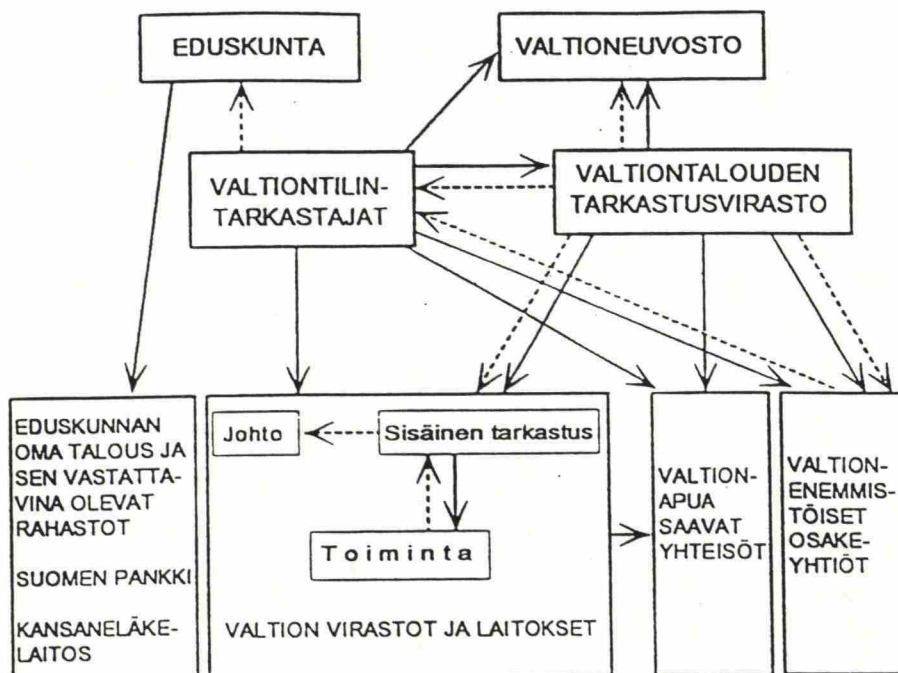 EDUSKUNTA
VALTIONEUVOSTO
VALTIONTILIN-
TARKASTAJAT
VALTIONTALOUDEN
TARKASTUSVIRASTO
EDUSKUNNAN
OMA TALOUS JA
SEN VASTATTA-
VINA OLEVAT
RAHASTOT
SUOMEN PANKKI
KANSANELÄKE-
LAITOS
Johto
Sisäinen tarkastus
Toiminta
VALTION VIRASTOT JA LAITOKSET
VALTION-
APUA
SAAVAT
YHTEISÖT
VALTION-
ENEMMIS-
TÖISET
OSAKE-
YHTIÖT